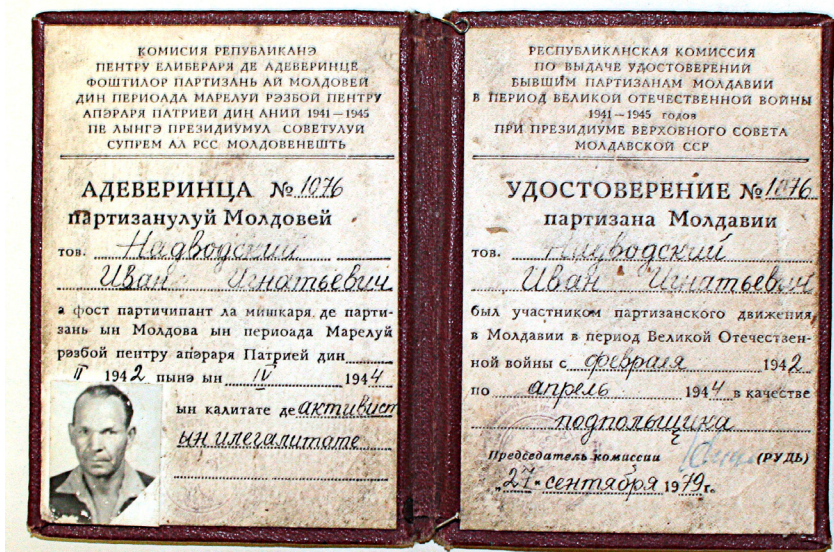 КОМИСИЯ РЕПУБЛИКАНЭ
ПЕНТРУ ЕЛИБЕРАРЯ ДЕ АДЕВЕРИНЦЕ
ФОШТИЛОР ПАРТИЗАНЬ АЙ МОЛДОВЕЙ
ДИН ПЕРИОАДА МАРЕЛУЙ РЭЗБОЙ ПЕНТРУ
АПЭРАРЯ ПАТРИЕЙ ДИН АНИЙ 1941—1945
ПЕ ЛЫНГЭ ПРЕЗИДИУМУЛ СОВЕТУЛУЙ
СУПРЕМ АЛ РСС МОЛДОВЕНЕШТЬ
АДЕВЕРИНЦА № 1076
партизанулуй Молдовей
тов. Надводский
Иван Игнатьевич
а фост партичипант ла мишкаря де парти-
зань ын Молдова ын периоада Марелуй
рэзбой пентру апэраря Патрией дин
II 1942 пынэ ын IV 1944
ын калитате де активист
ын илегалитате
РЕСПУБЛИКАНСКАЯ КОМИССИЯ
ПО ВЫДАЧЕ УДОСТОВЕРЕНИЙ
БЫВШИМ ПАРТИЗАНАМ МОЛДАВИИ
В ПЕРИОД ВЕЛИКОЙ ОТЕЧЕСТВЕННОЙ ВОЙНЫ
1941—1945 годов
ПРИ ПРЕЗИДИУМЕ ВЕРХОВНОГО СОВЕТА
МОЛДАВСКОЙ ССР
УДОСТОВЕРЕНИЕ № 1076
партизана Молдавии
тов. Надводский
Иван Игнатьевич
был участником партизанского движения
в Молдавии в период Великой Отечествен-
ной войны с февраля 1942
по апрель 1944 в качестве
подпольщика
Председатель комиссии (РУДЬ)
„27" сентября 1979 г.